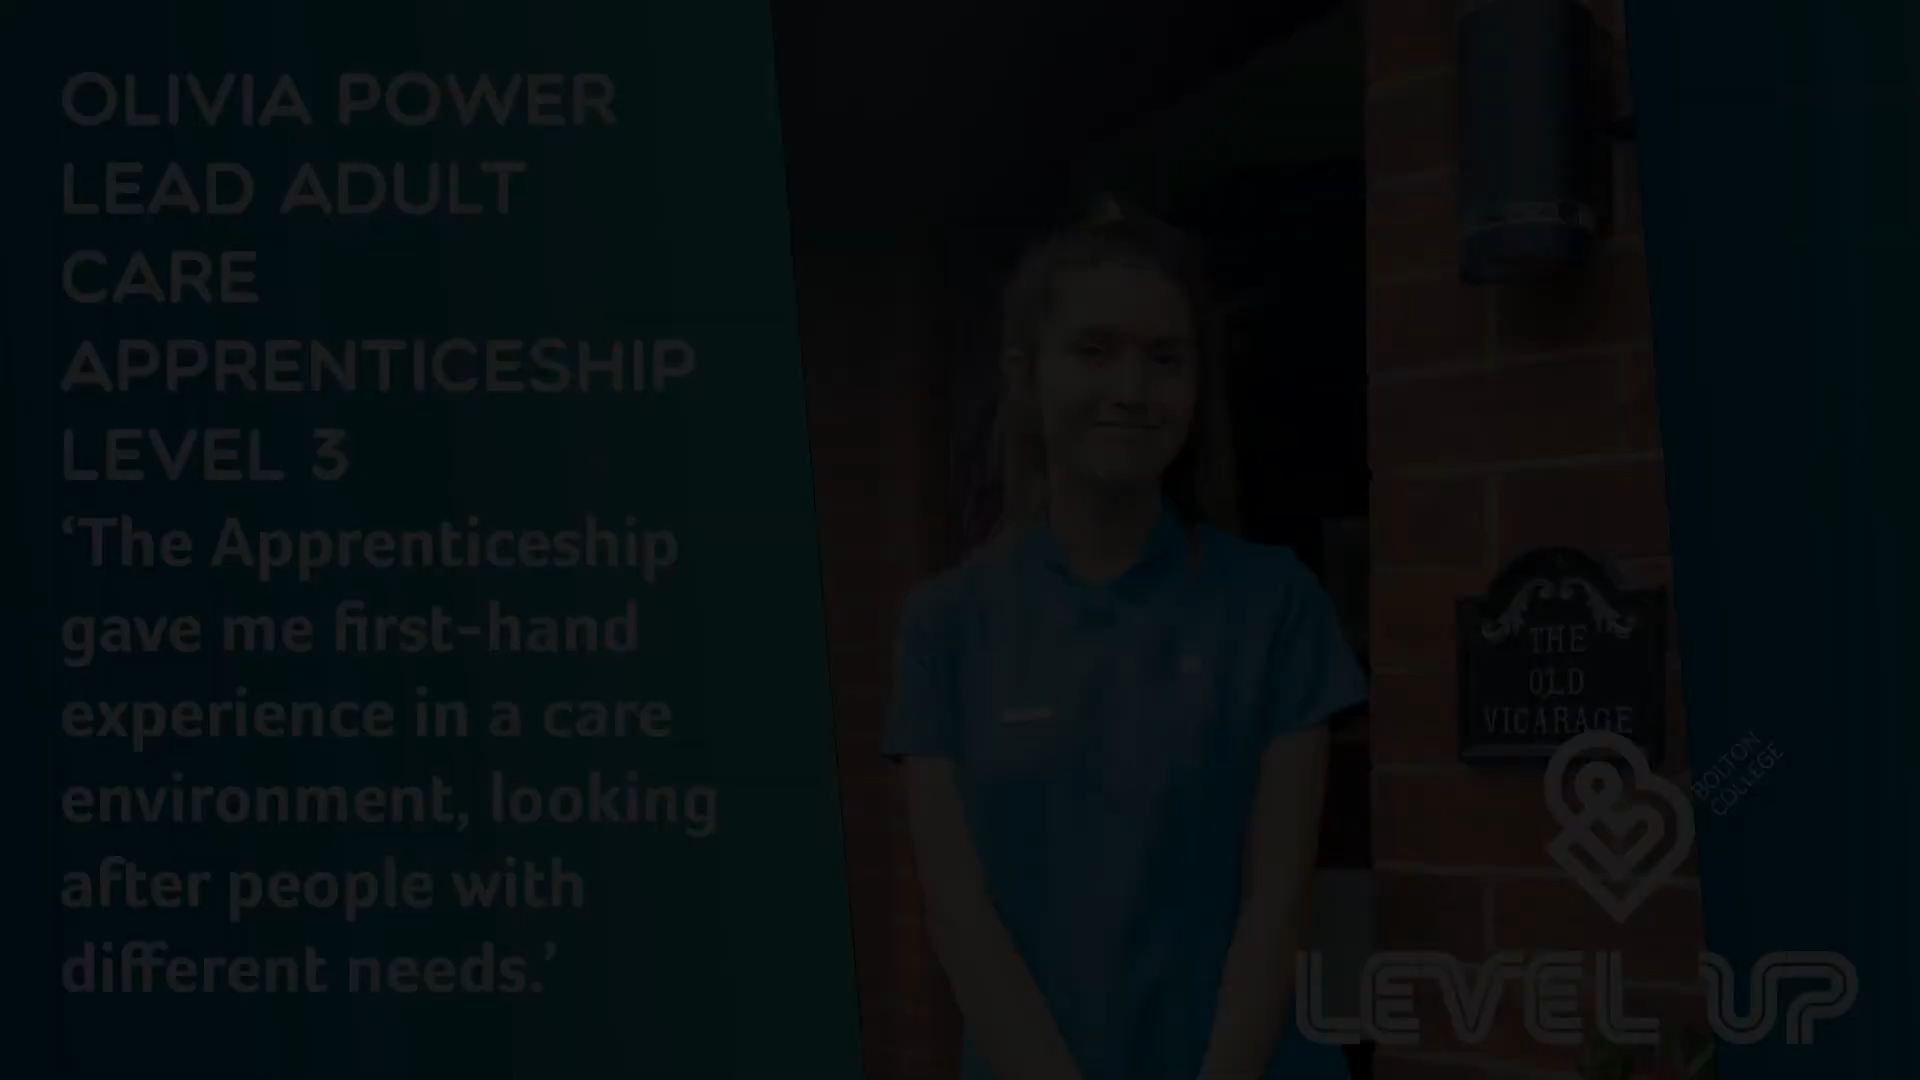 OLIVIA POWER
LEAD ADULT
CARE
APPRENTICESHIP
LEVEL 3
‘The Apprenticeship
gave me first-hand
experience in a care
environment, looking
after people with
different needs.’
THE
OLD
VICARAGE
BOLTON
COLLEGE
LEVEL UP